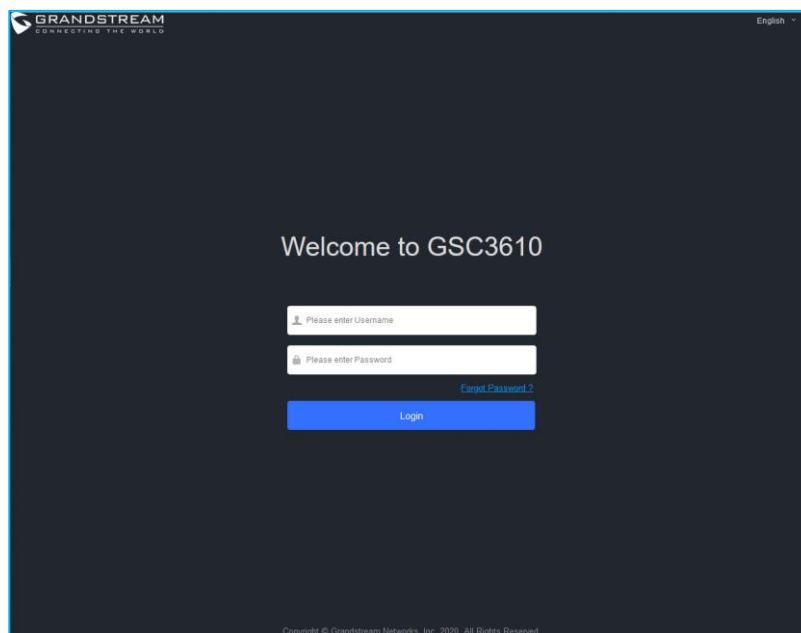 GRANDSTREAM
CONNECTING THE WORLD
English
Welcome to GSC3610
Please enter Username
Please enter Password
Forgot Password ?
Login
Copyright © Grandstream Networks, Inc. 2020. All Rights Reserved.